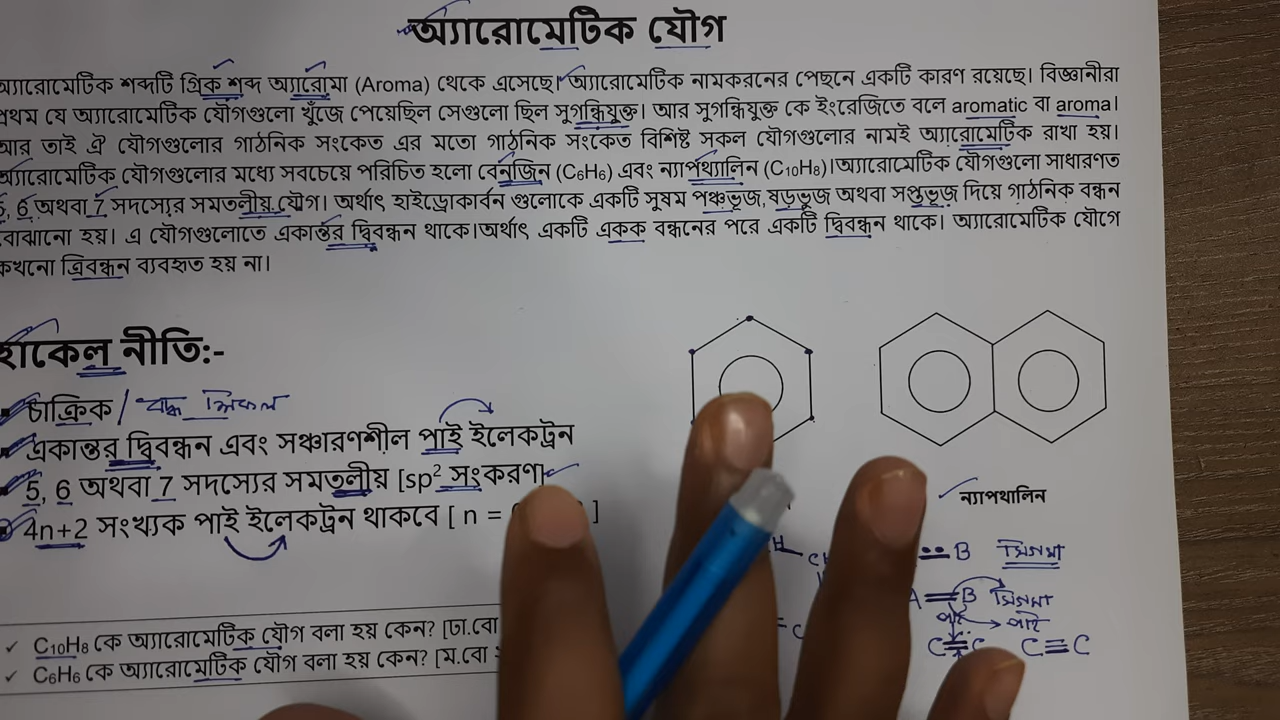 অ্যারোমেটিক যৌগ
অ্যারোমেটিক শব্দটি গ্রিক শব্দ অ্যারোমা (Aroma) থেকে এসেছে। অ্যারোমেটিক নামকরনের পেছনে একটি কারণ রয়েছে। বিজ্ঞানীরা
প্রথম যে অ্যারোমেটিক যৌগগুলো খুঁজে পেয়েছিল সেগুলো ছিল সুগন্ধিযুক্ত। আর সুগন্ধিযুক্ত কে ইংরেজিতে বলে aromatic বা aroma।
আর তাই ঐ যৌগগুলোর গাঠনিক সংকেত এর মতো গাঠনিক সংকেত বিশিষ্ট সকল যৌগগুলোর নামই অ্যারোমেটিক রাখা হয়।
অ্যারোমেটিক যৌগগুলোর মধ্যে সবচেয়ে পরিচিত হলো বেনজিন (C₆H₆) এবং ন্যাপথ্যালিন (C₁₀H₈)।অ্যারোমেটিক যৌগগুলো সাধারণত
5, 6 অথবা 7 সদস্যের সমতলীয় যৌগ। অর্থাৎ হাইড্রোকার্বন গুলোকে একটি সুষম পঞ্চভূজ,ষড়ভূজ অথবা সপ্তভূজ দিয়ে গাঠনিক বন্ধন
বোঝানো হয়। এ যৌগগুলোতে একান্তর দ্বিবন্ধন থাকে।অর্থাৎ একটি একক বন্ধনের পরে একটি দ্বিবন্ধন থাকে। অ্যারোমেটিক যৌগে
কখনো ত্রিবন্ধন ব্যবহৃত হয় না।
হাকেল নীতি:-
চাক্রিক / বদ্ধ শিকল
একান্তর দ্বিবন্ধন এবং সঞ্চারণশীল পাই ইলেকট্রন
5, 6 অথবা 7 সদস্যের সমতলীয় [sp² সংকরণ]
4n+2 সংখ্যক পাই ইলেকট্রন থাকবে [ n = ]
ন্যাপথালিন
B সিগমা
A = B সিগমা
পাই পাই
C ≡ C C ≡ C
C₁₀H₈ কে অ্যারোমেটিক যৌগ বলা হয় কেন? [ঢা.বো
C₆H₆ কে অ্যারোমেটিক যৌগ বলা হয় কেন? [ম.বো